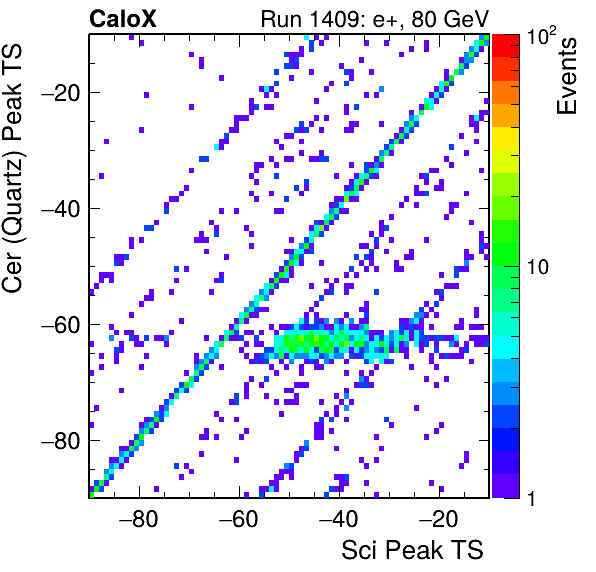 CaloX Run 1409: e+, 80 GeV
10²
Events
10
1
Cer (Quartz) Peak TS
−20
−40
−60
−80
−80 −60 −40 −20
Sci Peak TS